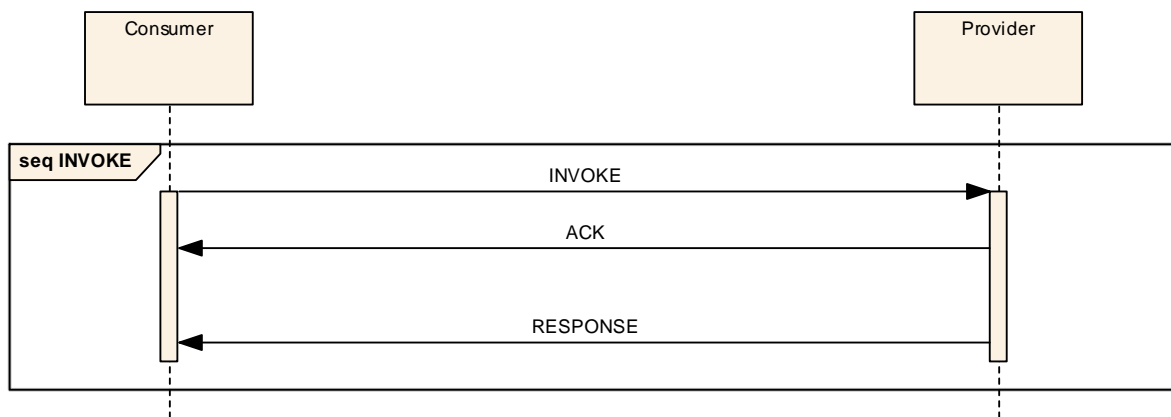 Consumer
Provider
seq INVOKE
INVOKE
ACK
RESPONSE